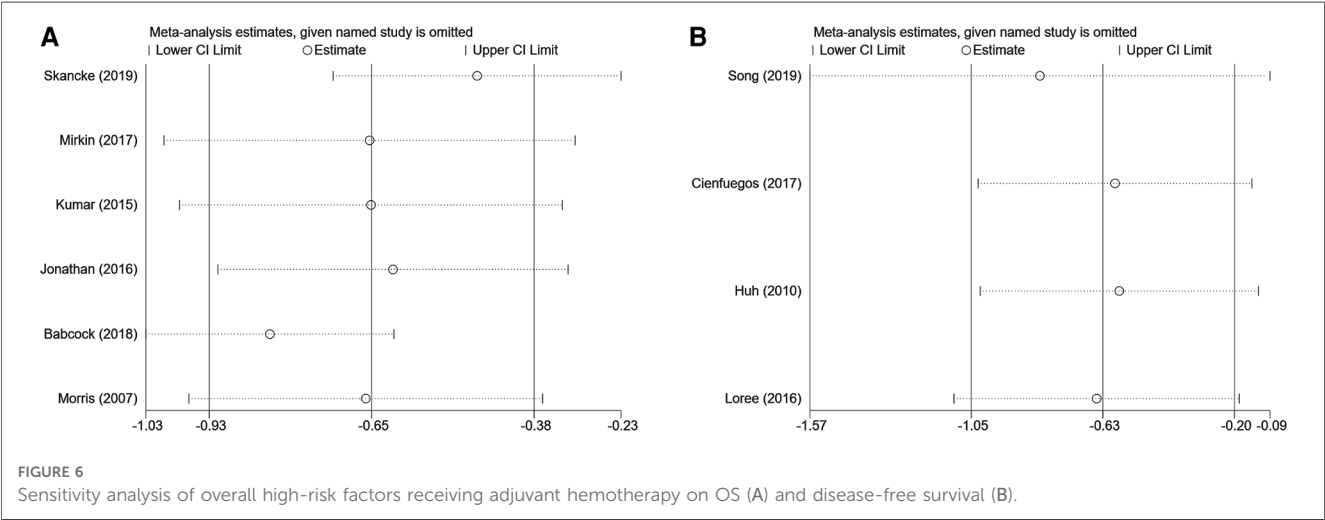 A
Meta-analysis estimates, given named study is omitted
| Lower CI Limit ○Estimate | Upper CI Limit
Skancke (2019)
Mirkin (2017)
Kumar (2015)
Jonathan (2016)
Babcock (2018)
Morris (2007)
-1.03 -0.93 -0.65 -0.38 -0.23
B
Meta-analysis estimates, given named study is omitted
| Lower CI Limit ○Estimate | Upper CI Limit
Song (2019)
Cienfuegos (2017)
Huh (2010)
Loree (2016)
-1.57 -1.05 -0.63 -0.20 -0.09
FIGURE 6
Sensitivity analysis of overall high-risk factors receiving adjuvant hemotherapy on OS (A) and disease-free survival (B).